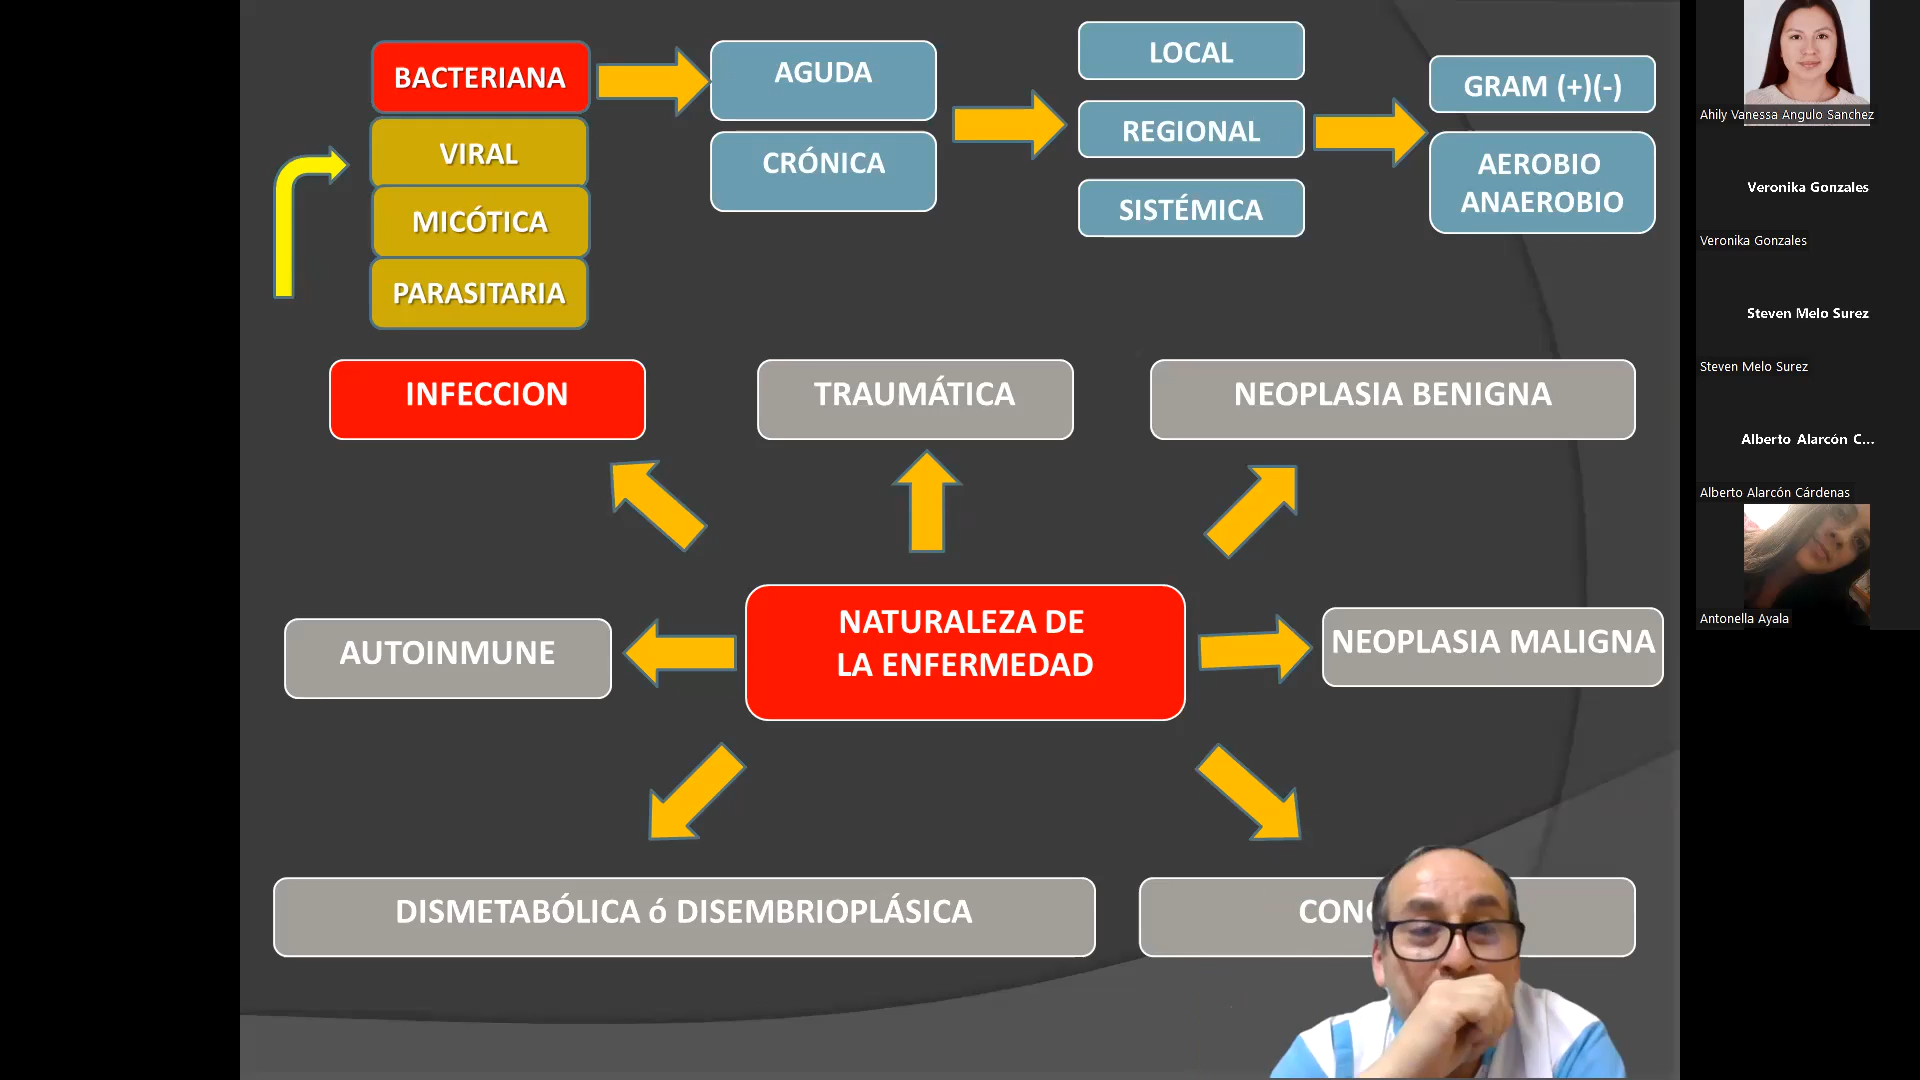 BACTERIANA
VIRAL
MICÓTICA
PARASITARIA
AGUDA
CRÓNICA
LOCAL
REGIONAL
SISTÉMICA
GRAM (+)(-)
AEROBIO
ANAEROBIO
INFECCION
TRAUMÁTICA
NEOPLASIA BENIGNA
AUTOINMUNE
NATURALEZA DE
LA ENFERMEDAD
NEOPLASIA MALIGNA
DISMETABÓLICA ó DISEMBRIOPLÁSICA
Ahily Vanessa Angulo Sanchez
Veronika Gonzales
Veronika Gonzales
Steven Melo Surez
Steven Melo Surez
Alberto Alarcón C...
Alberto Alarcón Cárdenas
Antonella Ayala